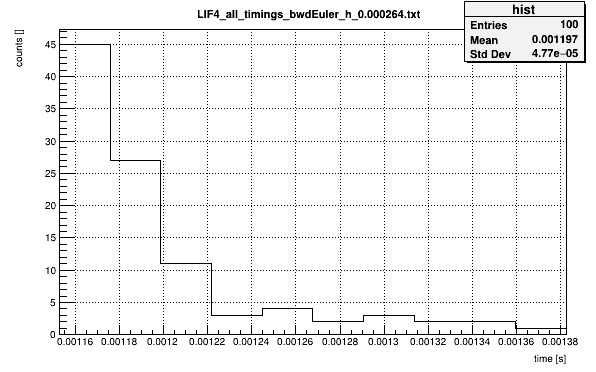 LIF4_all_timings_bwdEuler_h_0.000264.txt
hist
Entries 100
Mean 0.001197
Std Dev 4.77e−05
counts []
45
40
35
30
25
20
15
10
5
0
0.00116 0.00118 0.0012 0.00122 0.00124 0.00126 0.00128 0.0013 0.00132 0.00134 0.00136 0.00138
time [s]